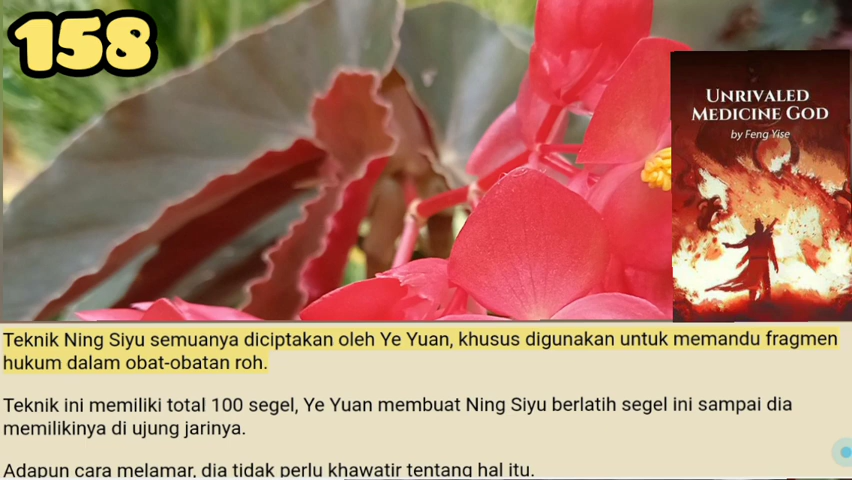 158
UNRIVALED
MEDICINE GOD
by Feng Yise
Teknik Ning Siyu semuanya diciptakan oleh Ye Yuan, khusus digunakan untuk memandu fragmen
hukum dalam obat-obatan roh.
Teknik ini memiliki total 100 segel, Ye Yuan membuat Ning Siyu berlatih segel ini sampai dia
memilikinya di ujung jarinya.
Adapun cara melamar, dia tidak perlu khawatir tentang hal itu.